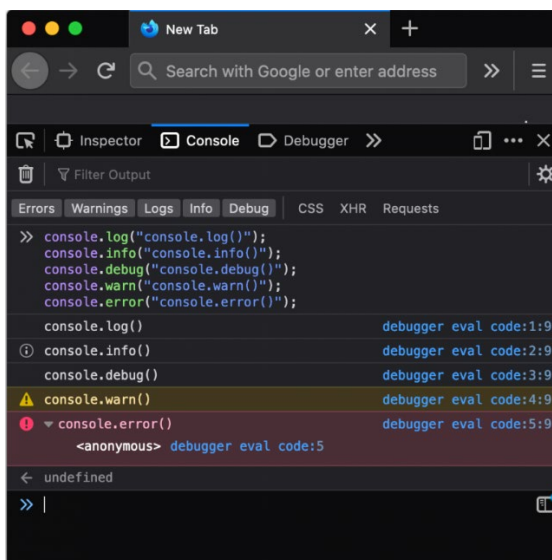 New Tab
Search with Google or enter address
Inspector Console Debugger
Filter Output
Errors Warnings Logs Info Debug CSS XHR Requests
console.log("console.log()");
console.info("console.info()");
console.debug("console.debug()");
console.warn("console.warn()");
console.error("console.error()");
console.log() debugger eval code:1:9
console.info() debugger eval code:2:9
console.debug() debugger eval code:3:9
console.warn() debugger eval code:4:9
console.error() debugger eval code:5:9
<anonymous> debugger eval code:5
undefined